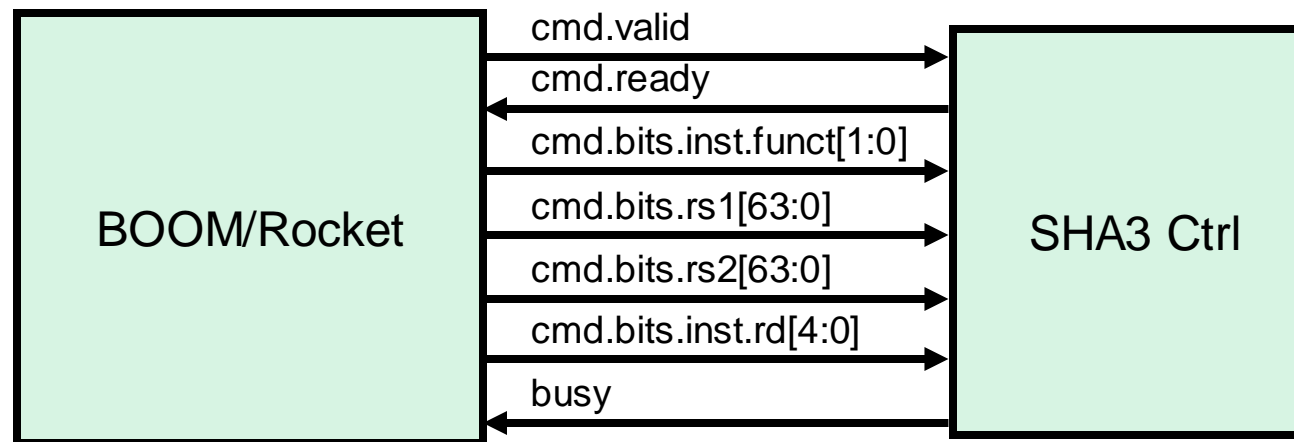 cmd.valid
cmd.ready
cmd.bits.inst.funct[1:0]
cmd.bits.rs1[63:0]
BOOM/Rocket
SHA3 Ctrl
cmd.bits.rs2[63:0]
cmd.bits.inst.rd[4:0]
busy